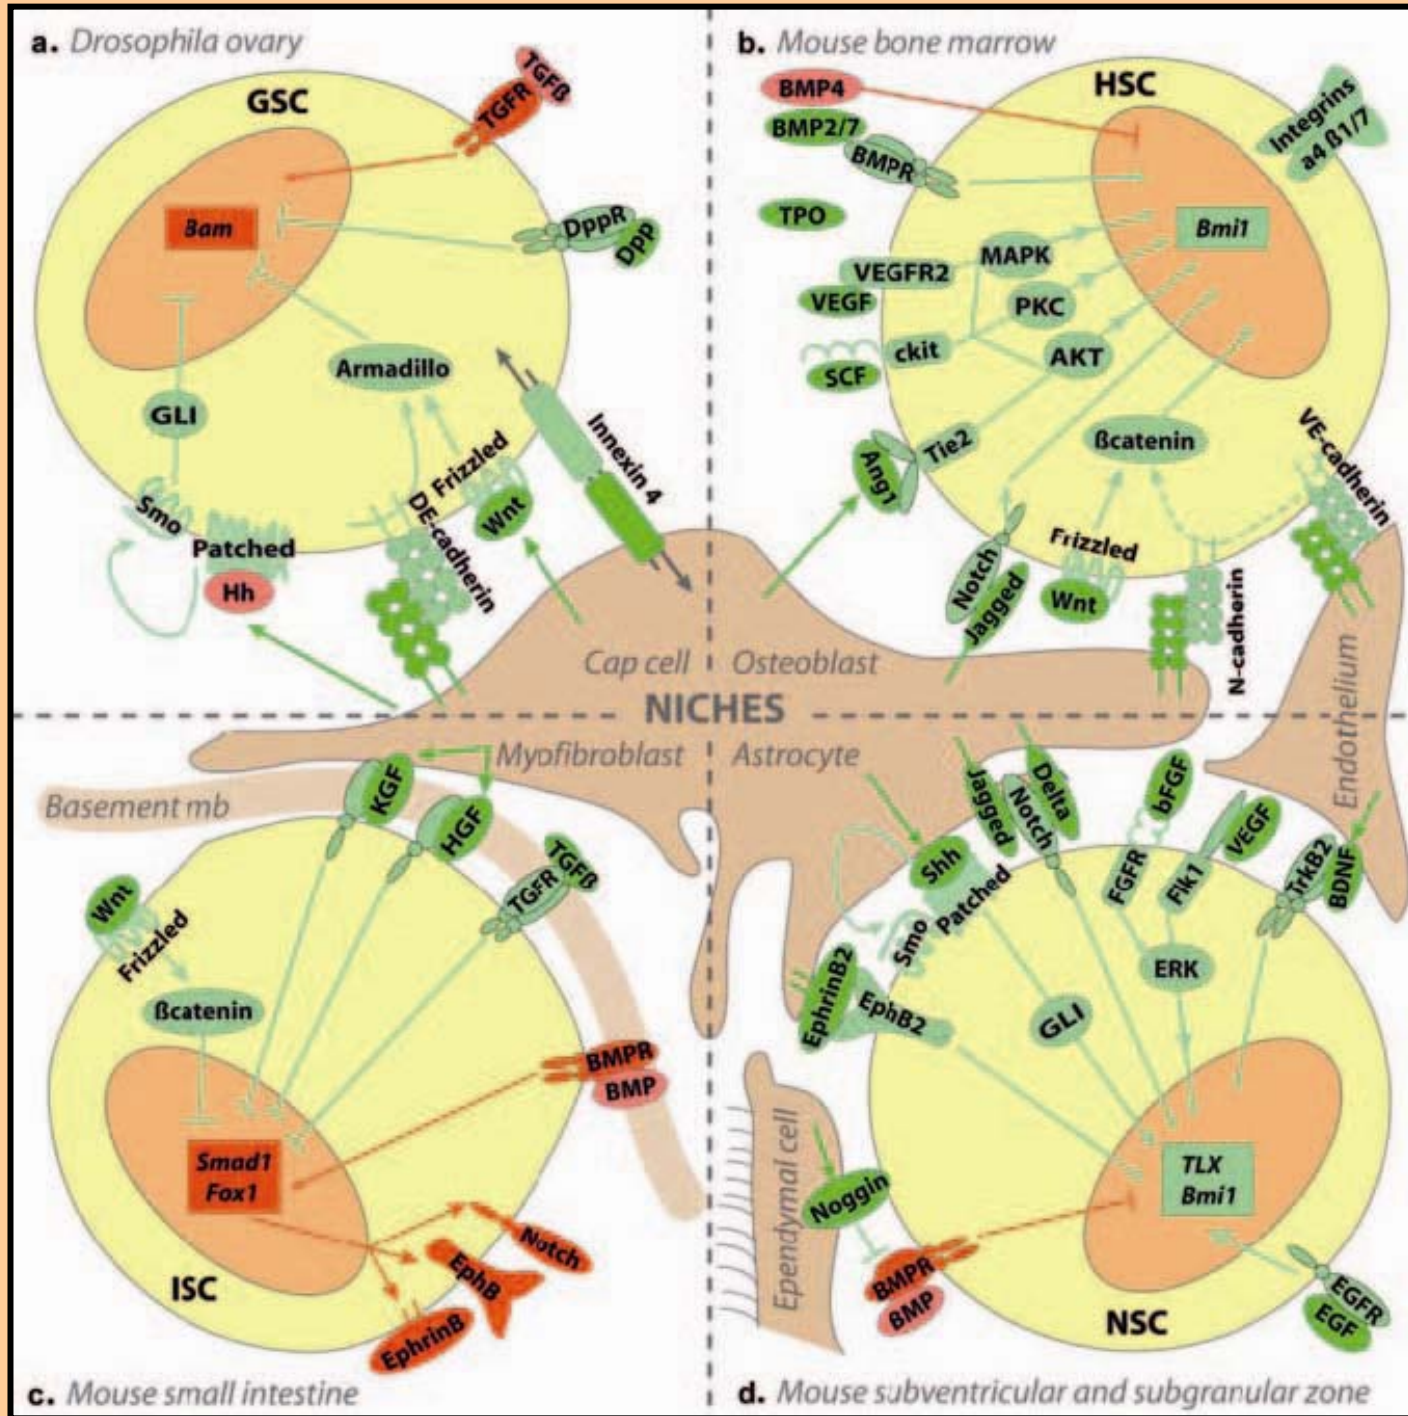 a. Drosophila ovary
GSC
TGFß
TGFR
Bam
DppR
Dpp
Armadillo
GLI
Innexin 4
Frizzled
Smo
DE-cadherin
Wnt
Patched
Hh
Cap cell
b. Mouse bone marrow
BMP4
HSC
Integrins
a4 ß1/7
BMP2/7
BMPR
TPO
Bmi1
MAPK
VEGFR2
VEGF
PKC
ckit
AKT
SCF
Tie2
ßcatenin
VE-cadherin
Ang1
Frizzled
Notch
Jagged
Wnt
N-cadherin
Osteoblast
Endothelium
NICHES
Myofibroblast
Basement mb
KGF
HGF
TGFß
TGFR
Wnt
Frizzled
ßcatenin
BMPR
BMP
Smad1
Fox1
Notch
EphB
EphrinB
ISC
c. Mouse small intestine
Astrocyte
Jagged
Delta
Notch
bFGF
FGFR
VEGF
Flk1
TrkB2
BDNF
Shh
Patched
Smo
EphrinB2
EphB2
ERK
GLI
Ependymal cell
TLX
Bmi1
Noggin
BMPR
BMP
EGFR
EGF
NSC
d. Mouse subventricular and subgranular zone